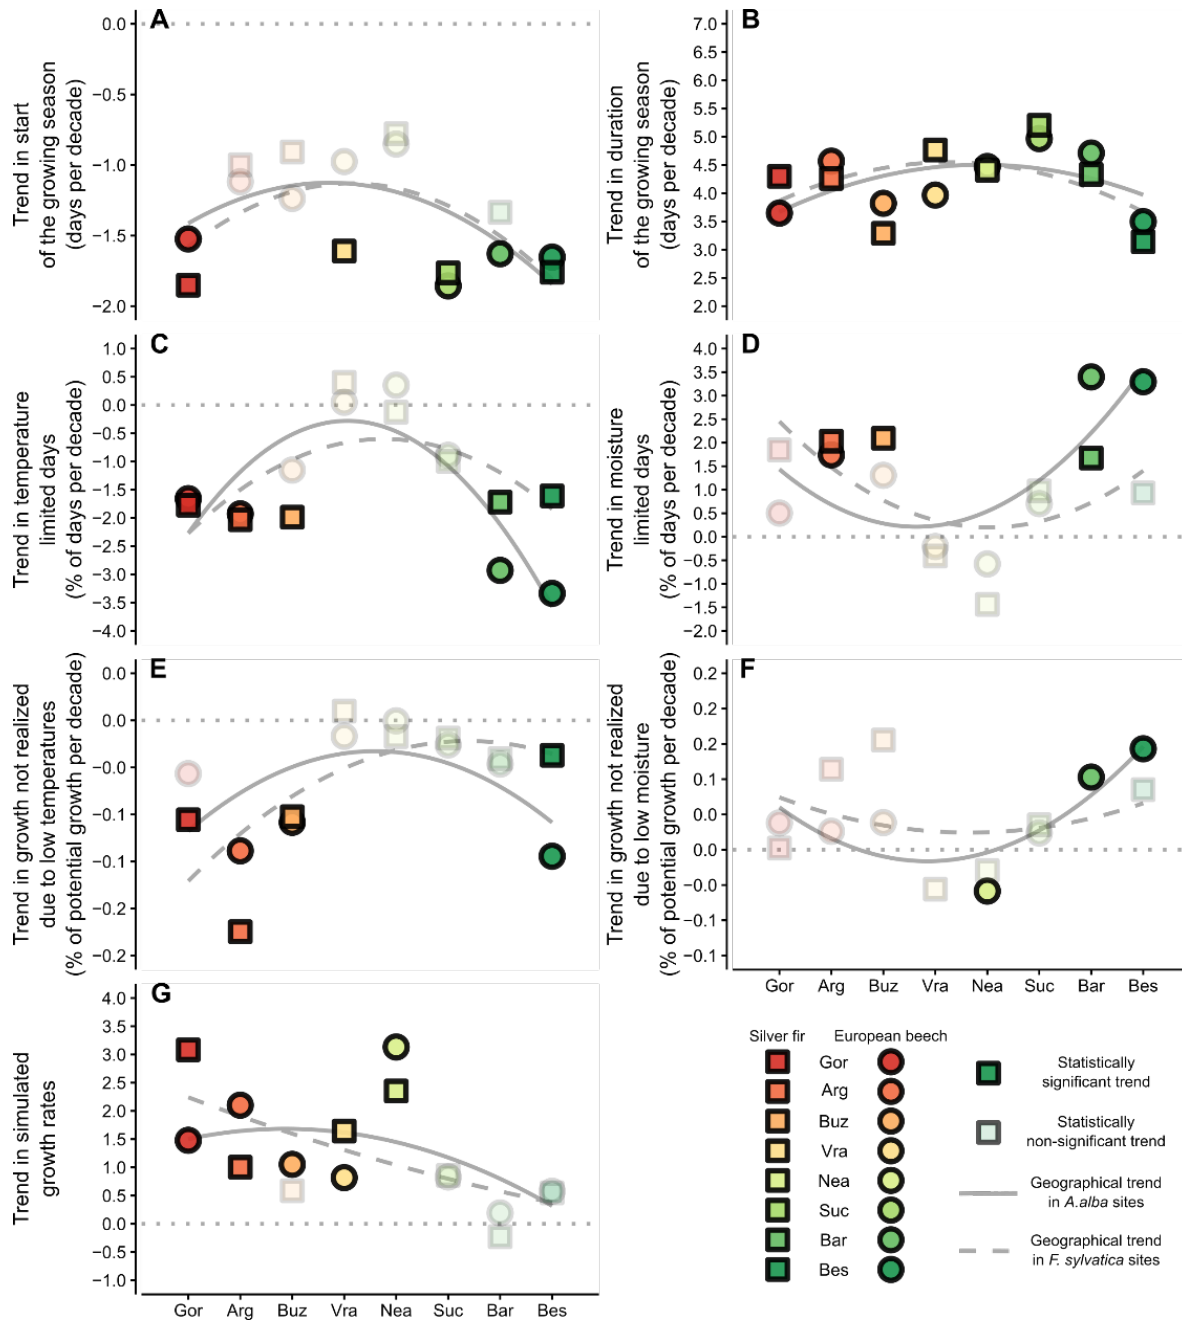 A
Trend in start
of the growing season
(days per decade)
0.0
−0.5
−1.0
−1.5
−2.0
B
Trend in duration
of the growing season
(days per decade)
7.0
6.5
6.0
5.5
5.0
4.5
4.0
3.5
3.0
2.5
2.0
C
Trend in temperature
limited days
(% of days per decade)
1.0
0.5
0.0
−0.5
−1.0
−1.5
−2.0
−2.5
−3.0
−3.5
−4.0
D
Trend in moisture
limited days
(% of days per decade)
4.0
3.5
3.0
2.5
2.0
1.5
1.0
0.5
0.0
−0.5
−1.0
−1.5
−2.0
E
Trend in growth not realized
due to low temperatures
(% of potential growth per decade)
0.0
0.0
−0.0
−0.1
−0.1
−0.2
−0.2
F
Trend in growth not realized
due to low moisture
(% of potential growth per decade)
0.2
0.2
0.2
0.1
0.0
0.0
−0.0
−0.1
−0.1
Gor Arg Buz Vra Nea Suc Bar Bes
G
Trend in simulated
growth rates
4.0
3.5
3.0
2.5
2.0
1.5
1.0
0.5
0.0
−0.5
−1.0
Gor Arg Buz Vra Nea Suc Bar Bes
Silver fir European beech
Gor
Arg
Buz
Vra
Nea
Suc
Bar
Bes
Statistically
significant trend
Statistically
non-significant trend
Geographical trend
in A.alba sites
Geographical trend
in F. sylvatica sites